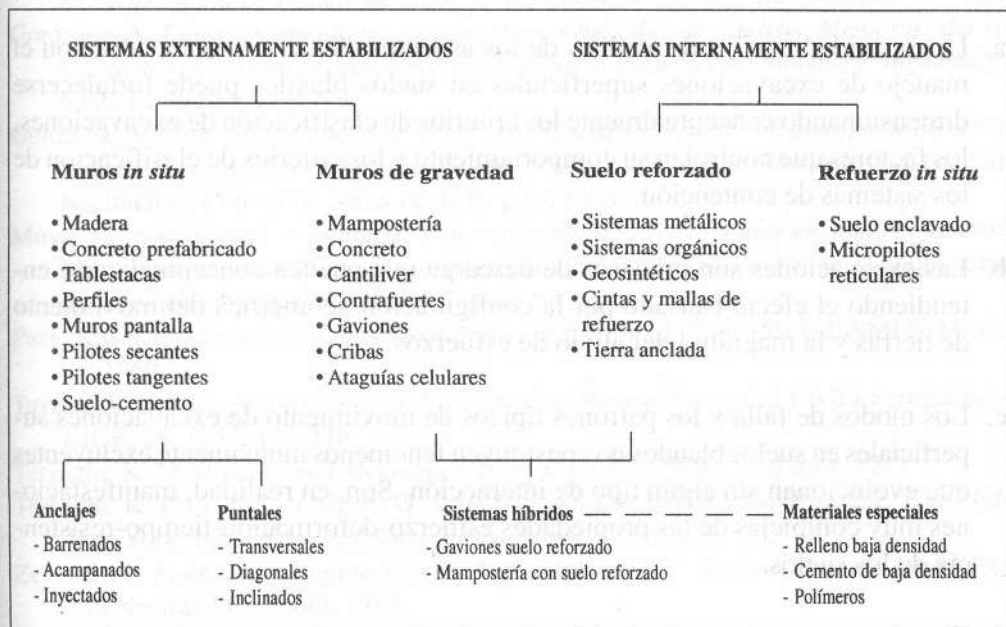 SISTEMAS EXTERNAMENTE ESTABILIZADOS
SISTEMAS INTERNAMENTE ESTABILIZADOS
Muros in situ
• Madera
• Concreto prefabricado
• Tablestacas
• Perfiles
• Muros pantalla
• Pilotes secantes
• Pilotes tangentes
• Suelo-cemento
Muros de gravedad
• Mampostería
• Concreto
• Cantiliver
• Contrafuertes
• Gaviones
• Cribas
• Ataguías celulares
Suelo reforzado
• Sistemas metálicos
• Sistemas orgánicos
• Geosintéticos
• Cintas y mallas de
refuerzo
• Tierra anclada
Refuerzo in situ
• Suelo enclavado
• Micropilotes
reticulares
Anclajes
- Barrenados
- Acampanados
- Inyectados
Puntales
- Transversales
- Diagonales
- Inclinados
Sistemas híbridos
- Gaviones suelo reforzado
- Mampostería con suelo reforzado
Materiales especiales
- Relleno baja densidad
- Cemento de baja densidad
- Polímeros